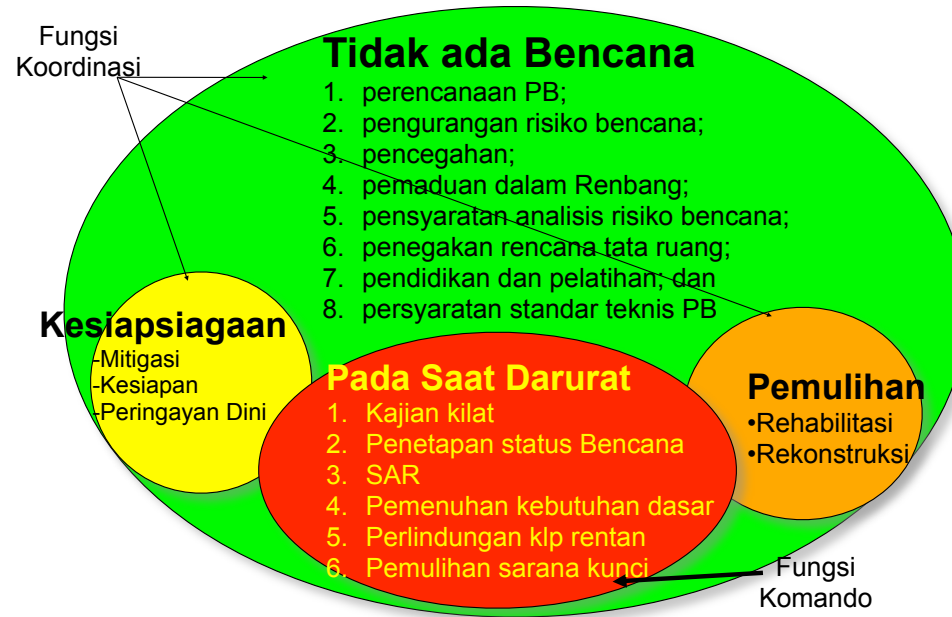 Fungsi
Koordinasi
Tidak ada Bencana
1. perencanaan PB;
2. pengurangan risiko bencana;
3. pencegahan;
4. pemaduan dalam Renbang;
5. pensyaratan analisis risiko bencana;
6. penegakan rencana tata ruang;
7. pendidikan dan pelatihan; dan
8. persyaratan standar teknis PB
Kesiapsiagaan
-Mitigasi
-Kesiapan
-Peringayan Dini
Pada Saat Darurat
1. Kajian kilat
2. Penetapan status Bencana
3. SAR
4. Pemenuhan kebutuhan dasar
5. Perlindungan klp rentan
6. Pemulihan sarana kunci
Pemulihan
•Rehabilitasi
•Rekonstruksi
Fungsi
Komando